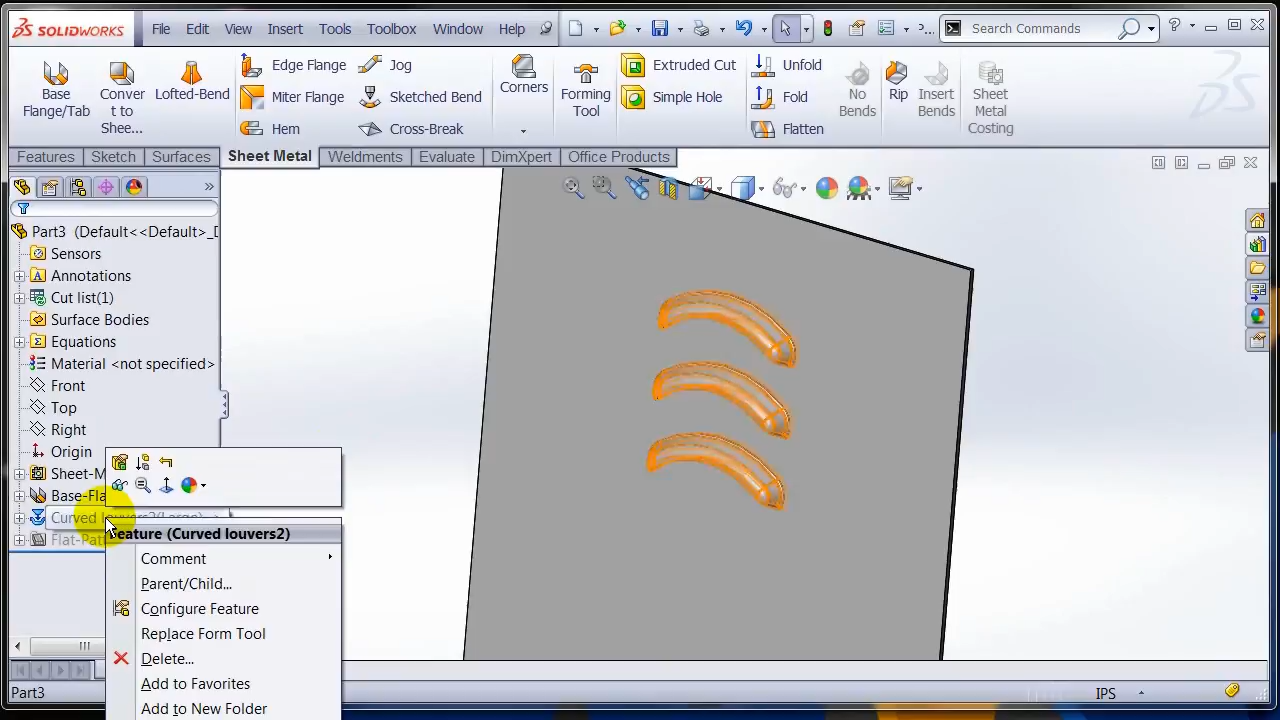 SOLIDWORKS File Edit View Insert Tools Toolbox Window Help Search Commands
Base Flange/Tab
Convert to Shee...
Lofted-Bend
Edge Flange
Miter Flange
Hem
Jog
Sketched Bend
Cross-Break
Corners
Forming Tool
Extruded Cut
Simple Hole
Unfold
Fold
Flatten
No Bends
Rip
Insert Bends
Sheet Metal Costing
Features Sketch Surfaces Sheet Metal Weldments Evaluate DimXpert Office Products
Part3 (Default<<Default>_D
Sensors
Annotations
Cut list(1)
Surface Bodies
Equations
Material <not specified>
Front
Top
Right
Origin
Sheet-M
Base-Fla
Curved louvers2(Large) ->
Flat-Patt
Feature (Curved louvers2)
Comment
Parent/Child...
Configure Feature
Replace Form Tool
Delete...
Add to Favorites
Add to New Folder
Part3 IPS